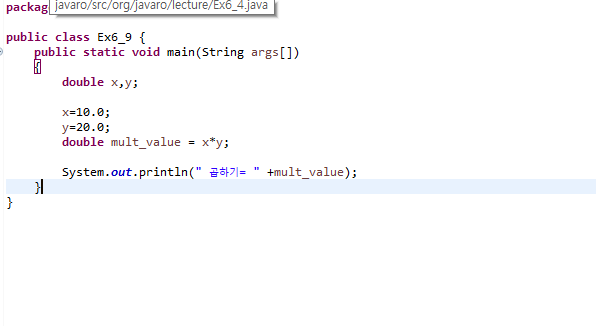 packag
javaro/src/org/javaro/lecture/Ex6_4.java
public class Ex6_9 {
public static void main(String args[])
{
double x,y;
x=10.0;
y=20.0;
double mult_value = x*y;
System.out.println(" 곱하기= " +mult_value);
}
}